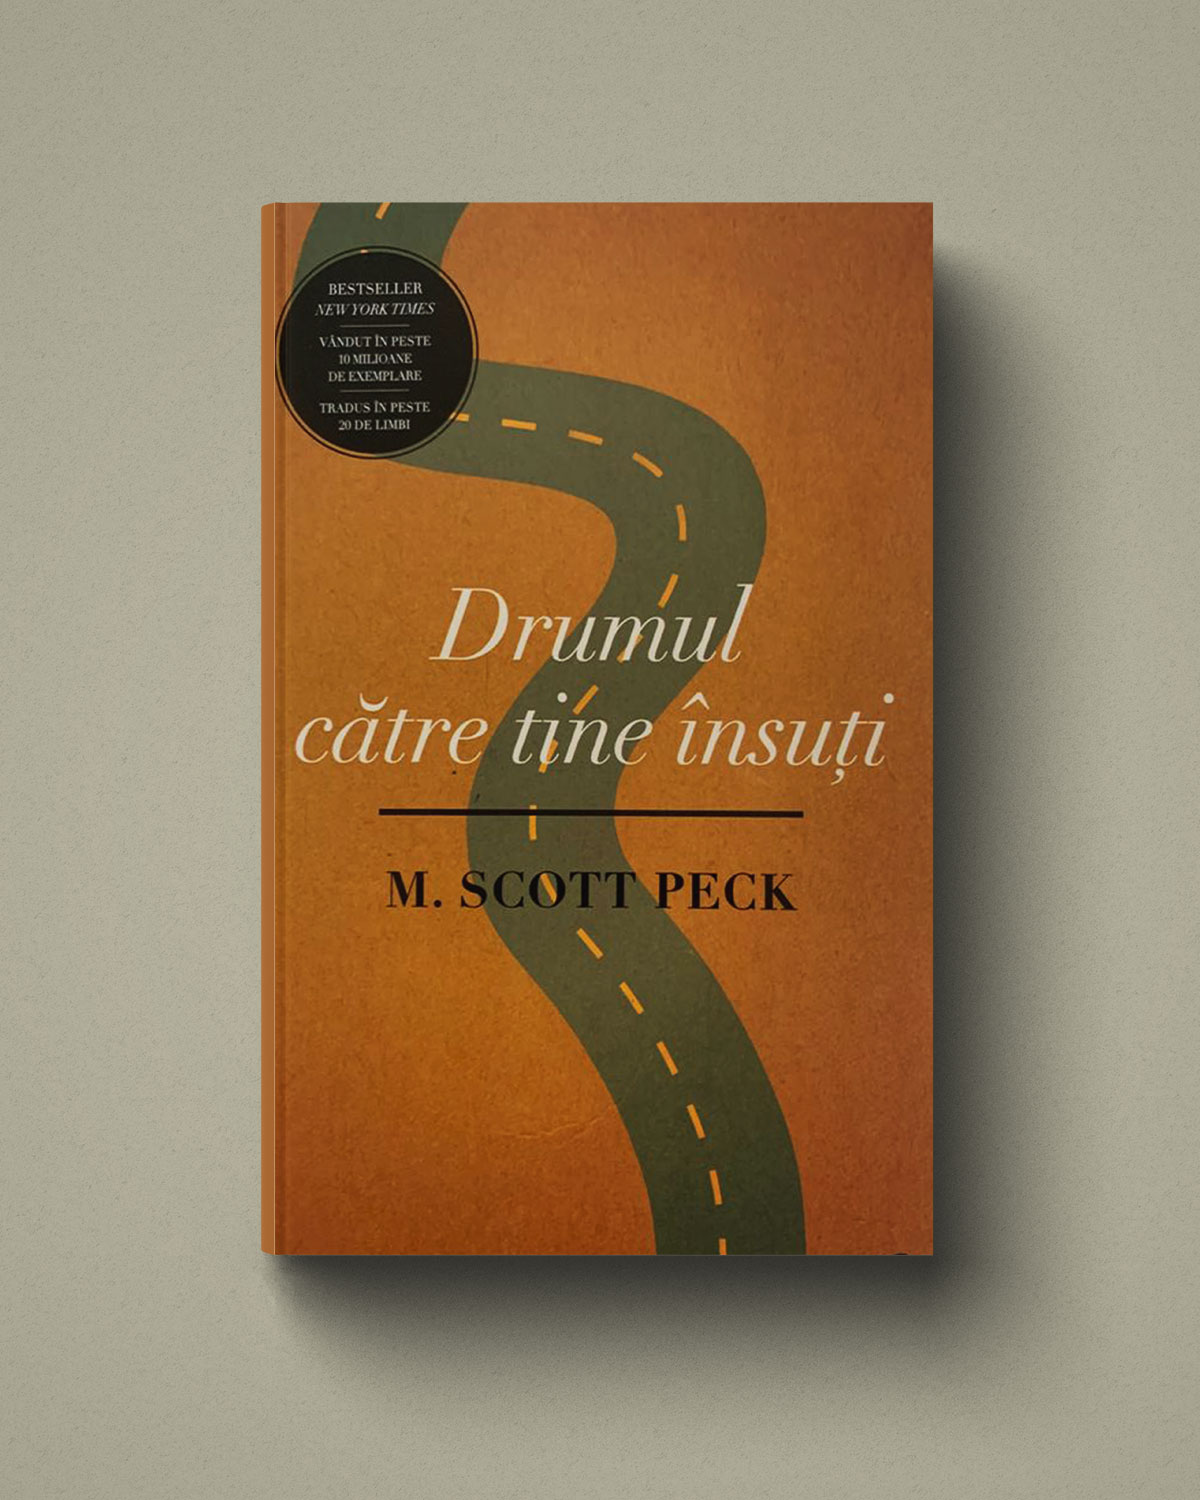 BESTSELLER
NEW YORK TIMES
VÂNDUT ÎN PESTE
10 MILIOANE
DE EXEMPLARE
TRADUS ÎN PESTE
20 DE LIMBI
Drumul
către tine însuți
M. SCOTT PECK